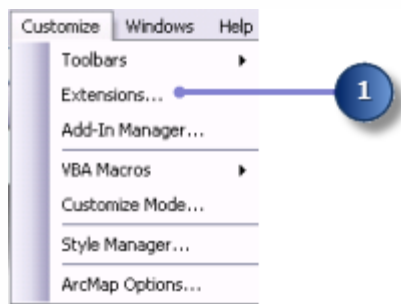 Customize Windows Help
Toolbars
Extensions...
1
Add-In Manager...
VBA Macros
Customize Mode...
Style Manager...
ArcMap Options...